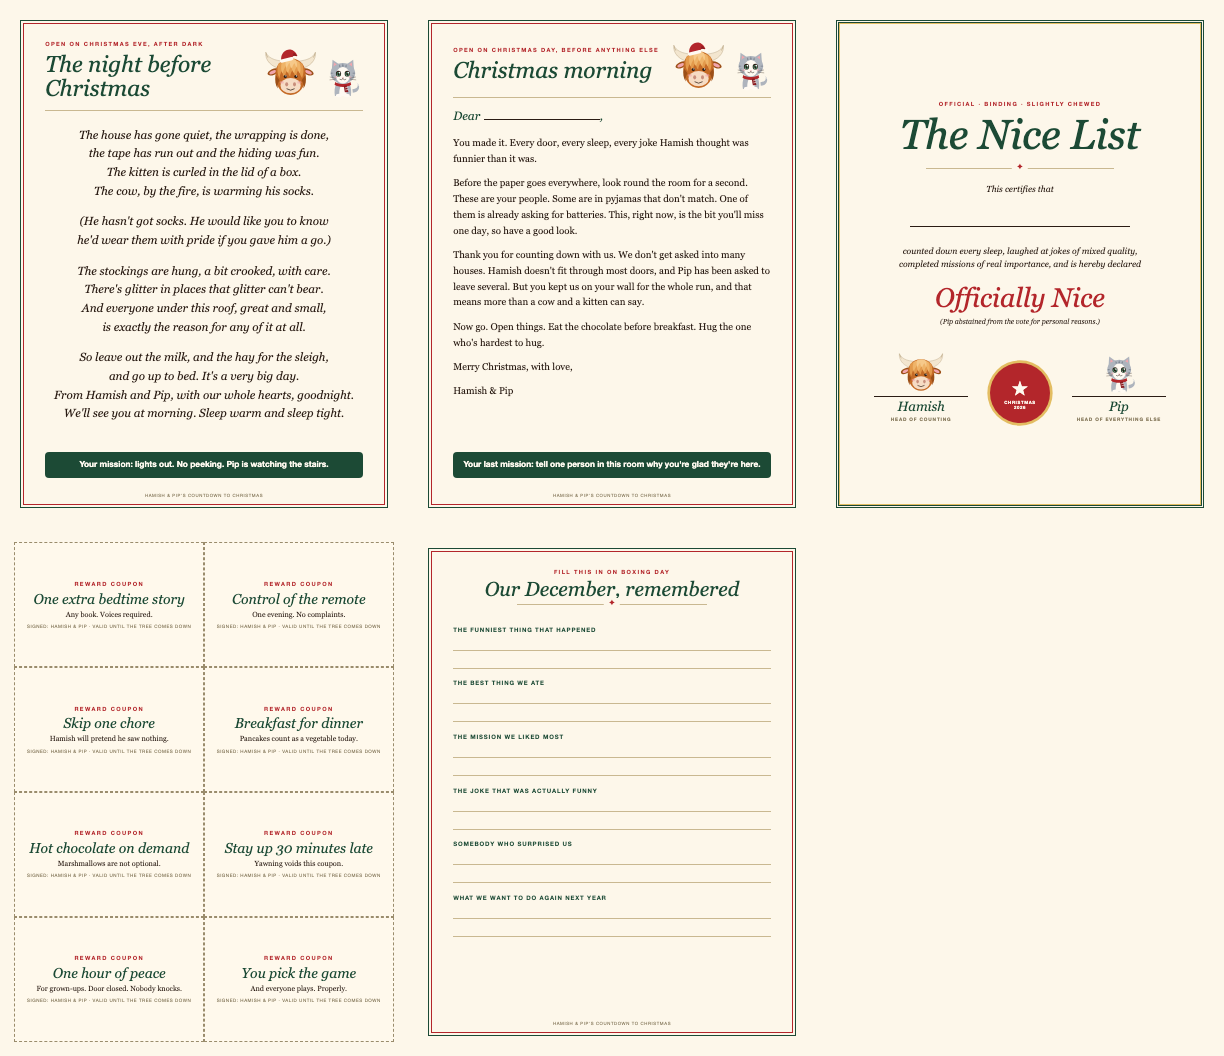 OPEN ON CHRISTMAS EVE, AFTER DARK
The night before
Christmas
The house has gone quiet, the wrapping is done,
the tape has run out and the hiding was fun.
The kitten is curled in the lid of a box.
The cow, by the fire, is warming his socks.
(He hasn't got socks. He would like you to know
he'd wear them with pride if you gave him a go.)
The stockings are hung, a bit crooked, with care.
There's glitter in places that glitter can't bear.
And everyone under this roof, great and small,
is exactly the reason for any of it at all.
So leave out the milk, and the hay for the sleigh,
and go up to bed. It's a very big day.
From Hamish and Pip, with our whole hearts, goodnight.
We'll see you at morning. Sleep warm and sleep tight.
Your mission: lights out. No peeking. Pip is watching the stairs.
HAMISH & PIP'S COUNTDOWN TO CHRISTMAS
OPEN ON CHRISTMAS DAY, BEFORE ANYTHING ELSE
Christmas morning
Dear ,
You made it. Every door, every sleep, every joke Hamish thought was
funnier than it was.
Before the paper goes everywhere, look round the room for a second.
These are your people. Some are in pyjamas that don't match. One of
them is already asking for batteries. This, right now, is the bit you'll miss
one day, so have a good look.
Thank you for counting down with us. We don't get asked into many
houses. Hamish doesn't fit through most doors, and Pip has been asked to
leave several. But you kept us on your wall for the whole run, and that
means more than a cow and a kitten can say.
Now go. Open things. Eat the chocolate before breakfast. Hug the one
who's hardest to hug.
Merry Christmas, with love,
Hamish & Pip
Your last mission: tell one person in this room why you're glad they're here.
HAMISH & PIP'S COUNTDOWN TO CHRISTMAS
OFFICIAL · BINDING · SLIGHTLY CHEWED
The Nice List
This certifies that
counted down every sleep, laughed at jokes of mixed quality,
completed missions of real importance, and is hereby declared
Officially Nice
(Pip abstained from the vote for personal reasons.)
Hamish
HEAD OF COUNTING
CHRISTMAS
2026
Pip
HEAD OF EVERYTHING ELSE
REWARD COUPON
One extra bedtime story
Any book. Voices required.
SIGNED: HAMISH & PIP · VALID UNTIL THE TREE COMES DOWN
REWARD COUPON
Control of the remote
One evening. No complaints.
SIGNED: HAMISH & PIP · VALID UNTIL THE TREE COMES DOWN
REWARD COUPON
Skip one chore
Hamish will pretend he saw nothing.
SIGNED: HAMISH & PIP · VALID UNTIL THE TREE COMES DOWN
REWARD COUPON
Breakfast for dinner
Pancakes count as a vegetable today.
SIGNED: HAMISH & PIP · VALID UNTIL THE TREE COMES DOWN
REWARD COUPON
Hot chocolate on demand
Marshmallows are not optional.
SIGNED: HAMISH & PIP · VALID UNTIL THE TREE COMES DOWN
REWARD COUPON
Stay up 30 minutes late
Yawning voids this coupon.
SIGNED: HAMISH & PIP · VALID UNTIL THE TREE COMES DOWN
REWARD COUPON
One hour of peace
For grown-ups. Door closed. Nobody knocks.
SIGNED: HAMISH & PIP · VALID UNTIL THE TREE COMES DOWN
REWARD COUPON
You pick the game
And everyone plays. Properly.
SIGNED: HAMISH & PIP · VALID UNTIL THE TREE COMES DOWN
FILL THIS IN ON BOXING DAY
Our December, remembered
THE FUNNIEST THING THAT HAPPENED
THE BEST THING WE ATE
THE MISSION WE LIKED MOST
THE JOKE THAT WAS ACTUALLY FUNNY
SOMEBODY WHO SURPRISED US
WHAT WE WANT TO DO AGAIN NEXT YEAR
HAMISH & PIP'S COUNTDOWN TO CHRISTMAS